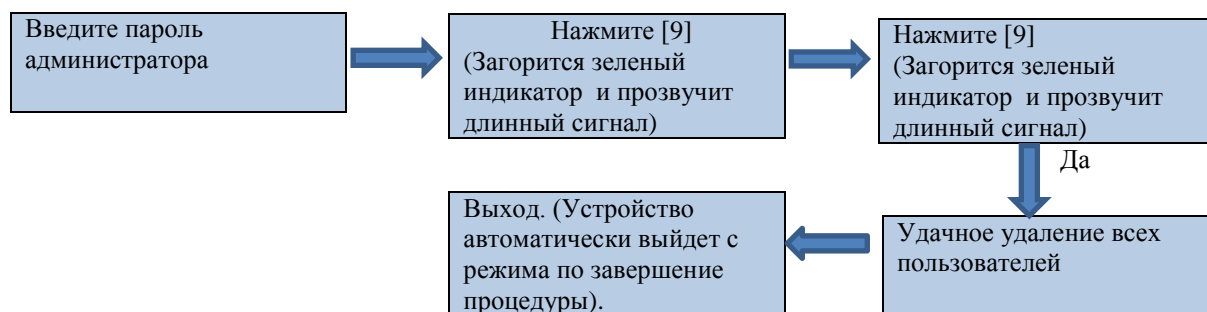 Введите пароль
администратора
Нажмите [9]
(Загорится зеленый
индикатор и прозвучит
длинный сигнал)
Нажмите [9]
(Загорится зеленый
индикатор и прозвучит
длинный сигнал)
Да
Удачное удаление всех
пользователей
Выход. (Устройство
автоматически выйдет с
режима по завершение
процедуры).